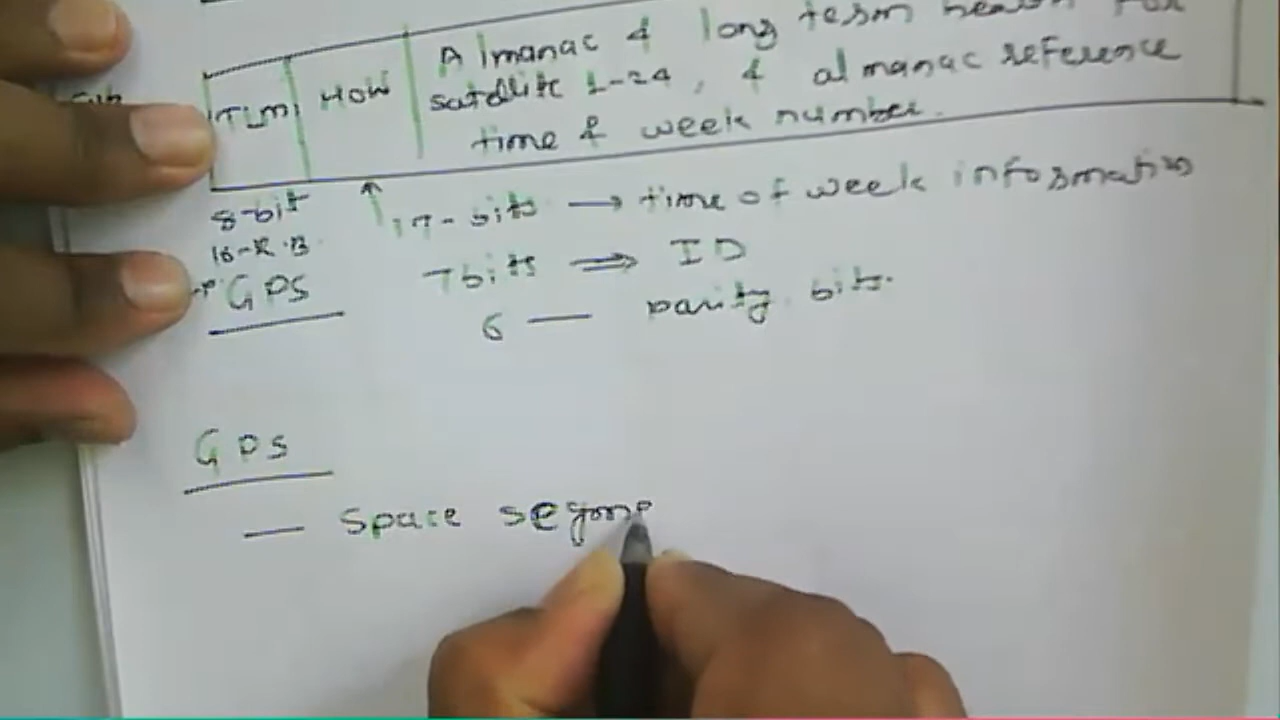 Almanac & long term health for
TLM HOW satellite 1-24, & almanac reference
time & week number.
8-bit
17-bits → time of week information
16-R.B
7bits ⇒ ID
GPS
6 — parity bits.
GPS
— Space segme